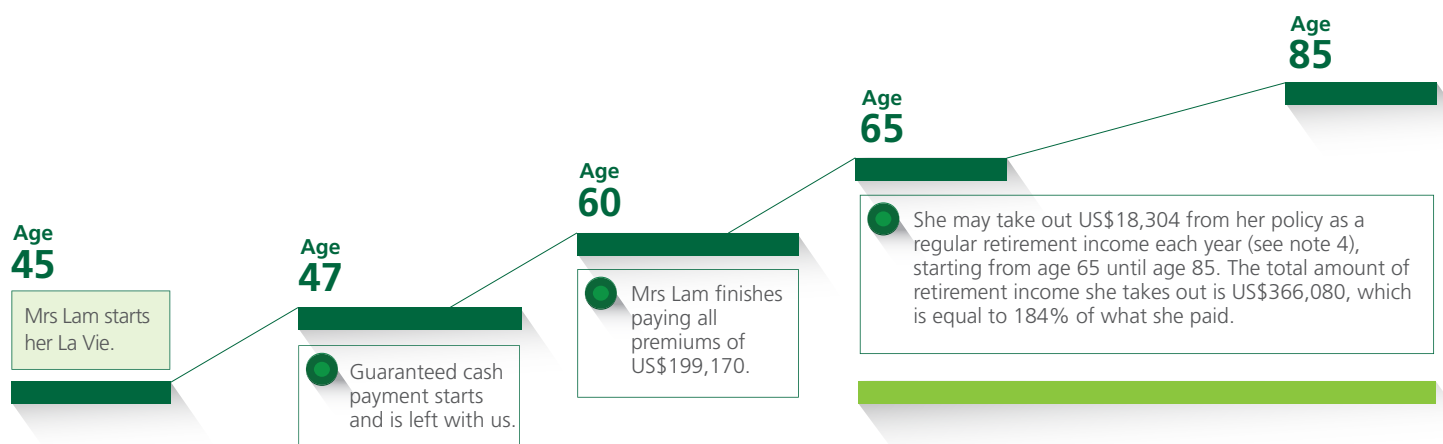 Age
45
Mrs Lam starts
her La Vie.
Age
47
Guaranteed cash
payment starts
and is left with us.
Age
60
Mrs Lam finishes
paying all
premiums of
US$199,170.
Age
65
She may take out US$18,304 from her policy as a
regular retirement income each year (see note 4),
starting from age 65 until age 85. The total amount of
retirement income she takes out is US$366,080, which
is equal to 184% of what she paid.
Age
85